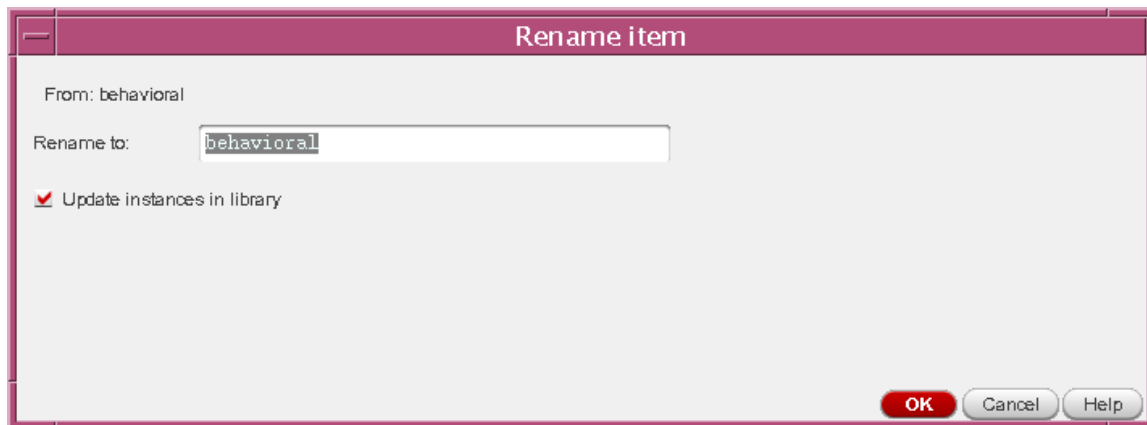 Rename item
From: behavioral
Rename to: behavioral
Update instances in library
OK Cancel Help